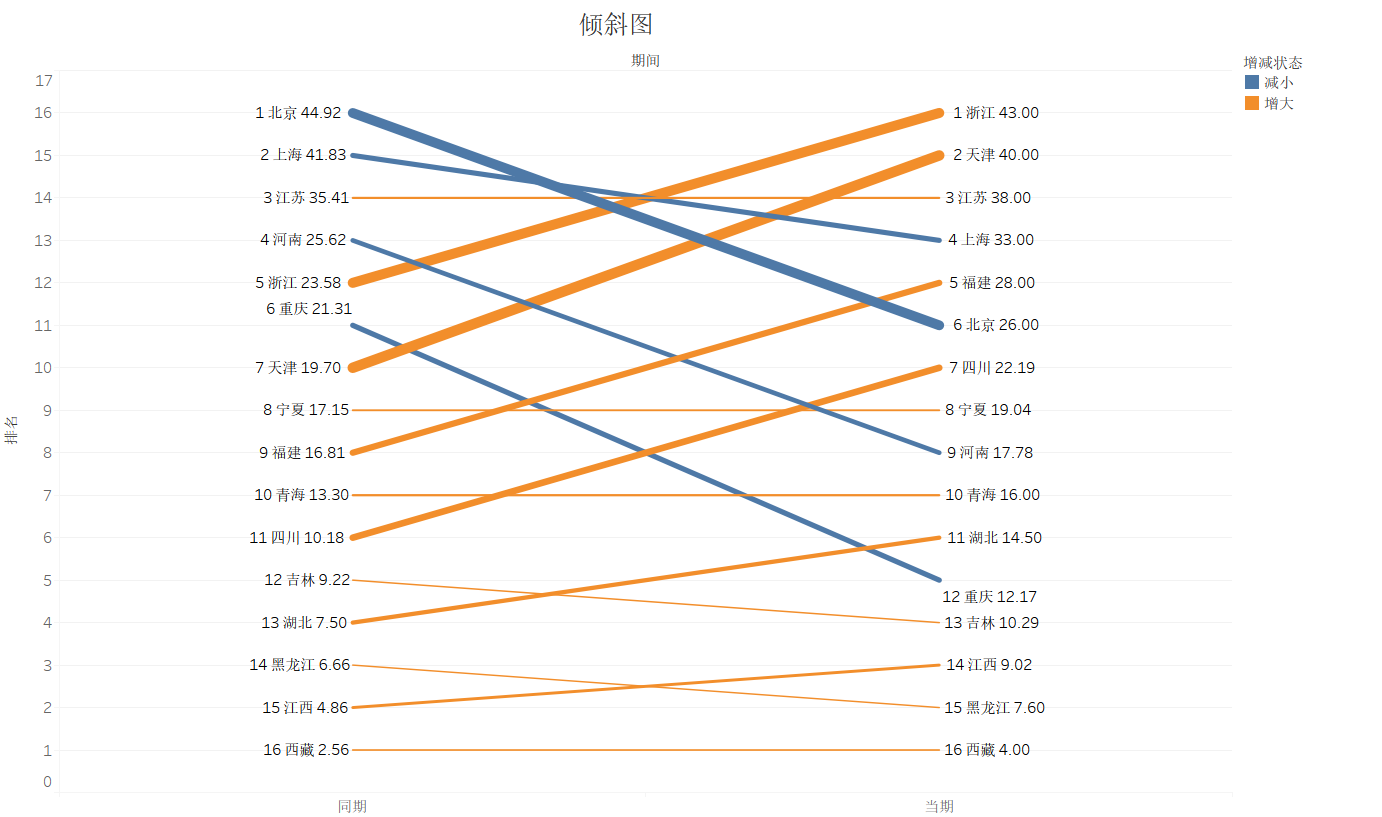 倾斜图
期间
增减状态
减小
增大
17
16
15
14
13
12
11
10
9
8
7
6
5
4
3
2
1
0
排名
1 北京 44.92
2 上海 41.83
3 江苏 35.41
4 河南 25.62
5 浙江 23.58
6 重庆 21.31
7 天津 19.70
8 宁夏 17.15
9 福建 16.81
10 青海 13.30
11 四川 10.18
12 吉林 9.22
13 湖北 7.50
14 黑龙江 6.66
15 江西 4.86
16 西藏 2.56
1 浙江 43.00
2 天津 40.00
3 江苏 38.00
4 上海 33.00
5 福建 28.00
6 北京 26.00
7 四川 22.19
8 宁夏 19.04
9 河南 17.78
10 青海 16.00
11 湖北 14.50
12 重庆 12.17
13 吉林 10.29
14 江西 9.02
15 黑龙江 7.60
16 西藏 4.00
同期
当期